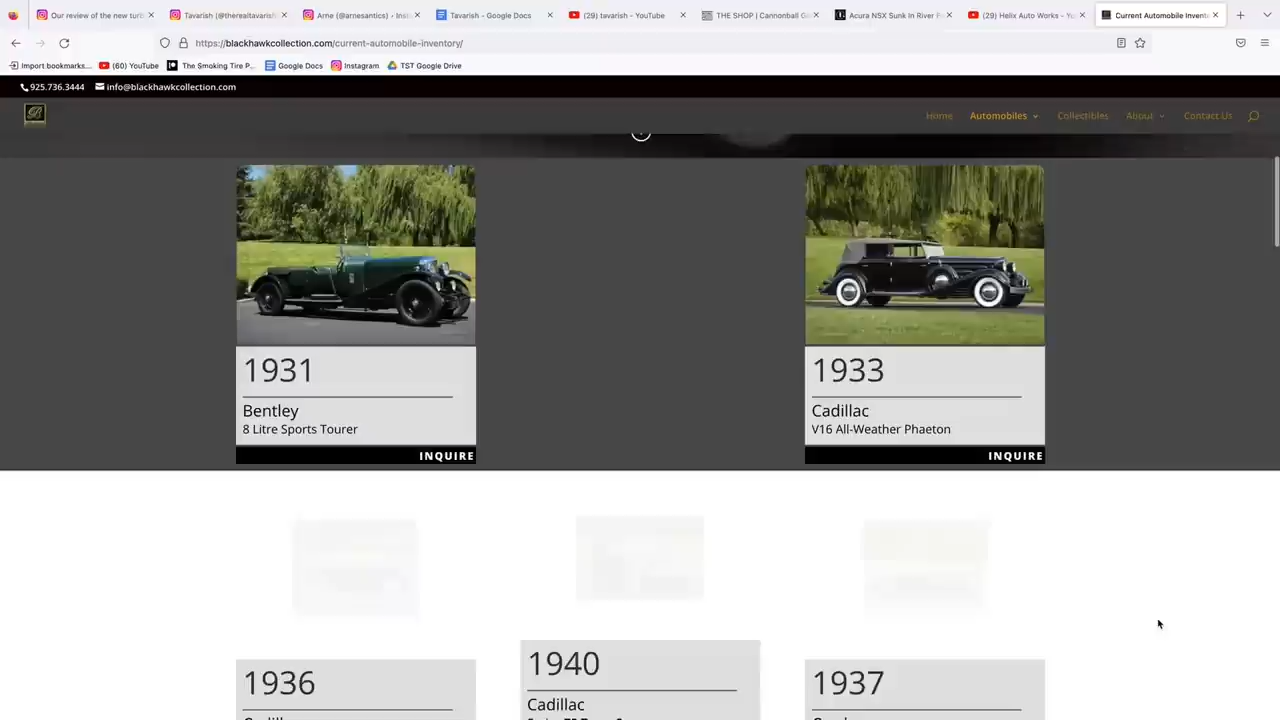 Our review of the new turb
Tavarish (@therealtavarish
Arne (@arnesantics) • Inst
Tavarish - Google Docs
(29) tavarish - YouTube
THE SHOP | Cannonball Ga
Acura NSX Sunk In River F
(29) Helix Auto Works - Yo
Current Automobile Invent
https://blackhawkcollection.com/current-automobile-inventory/
Import bookmarks...
(60) YouTube
The Smoking Tire P...
Google Docs
Instagram
TST Google Drive
925.736.3444
info@blackhawkcollection.com
Home
Automobiles
Collectibles
About
Contact Us
1931
Bentley
8 Litre Sports Tourer
INQUIRE
1933
Cadillac
V16 All-Weather Phaeton
INQUIRE
1936
1940
Cadillac
1937